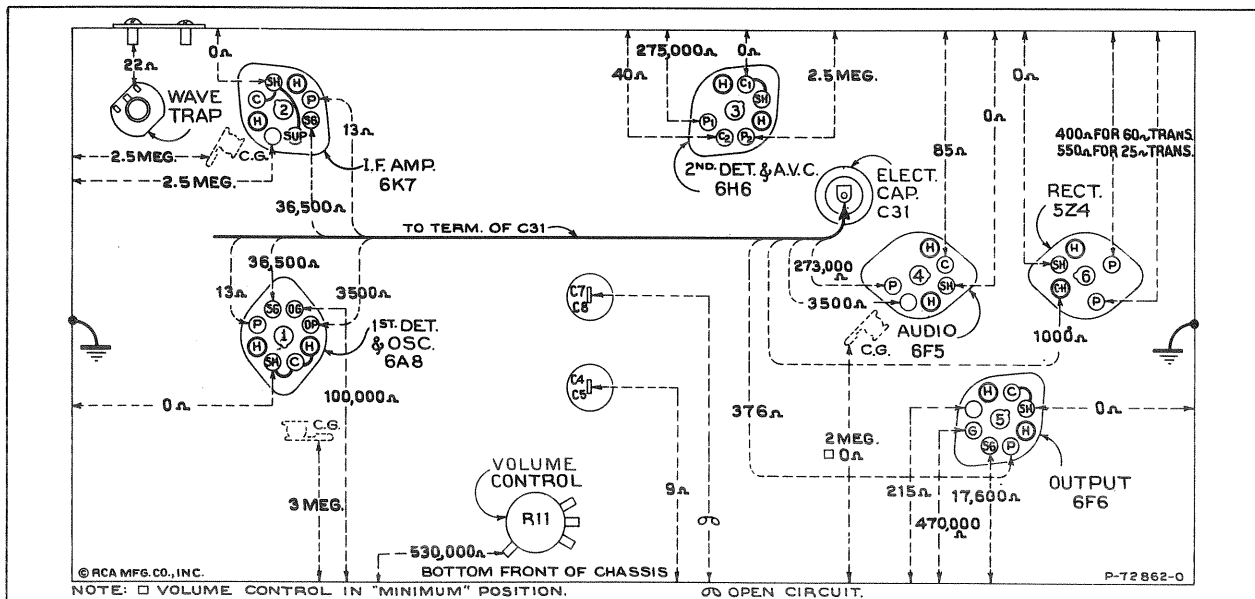 22Ω
0Ω
WAVE
TRAP
SH
H
C
2
P
H
SG
SUP
C.G.
13Ω
I.F. AMP.
6K7
2.5 MEG.
2.5 MEG.
36,500Ω
275,000Ω
0Ω
40Ω
2.5 MEG.
H
C1
SH
3
P1
H
C2
P2
2ND. DET. & A.V.C.
6H6
ELECT.
CAP.
C31
85Ω
0Ω
0Ω
400Ω FOR 60~ TRANS.
550Ω FOR 25~ TRANS.
RECT.
5Z4
TO TERM. OF C31
H
C
4
P
SH
H
273,000
Ω
3500Ω
AUDIO
6F5
C.G.
H
SH
P
6
C-H
P
1000Ω
36,500Ω
13Ω
3500Ω
SG
OG
P
OP
1
H
H
SH
C
1ST. DET.
& OSC.
6A8
0Ω
100,000Ω
C.G.
3 MEG.
C7
C8
C4
C5
376Ω
2 MEG.
□ 0Ω
H
C
5
SH
G
H
SG
P
0Ω
OUTPUT
6F6
215Ω
17,600Ω
470,000
Ω
9Ω
VOLUME
CONTROL
R11
530,000Ω
BOTTOM FRONT OF CHASSIS
© RCA MFG. CO., INC.
P-72862-0
NOTE: □ VOLUME CONTROL IN "MINIMUM" POSITION.
OPEN CIRCUIT.